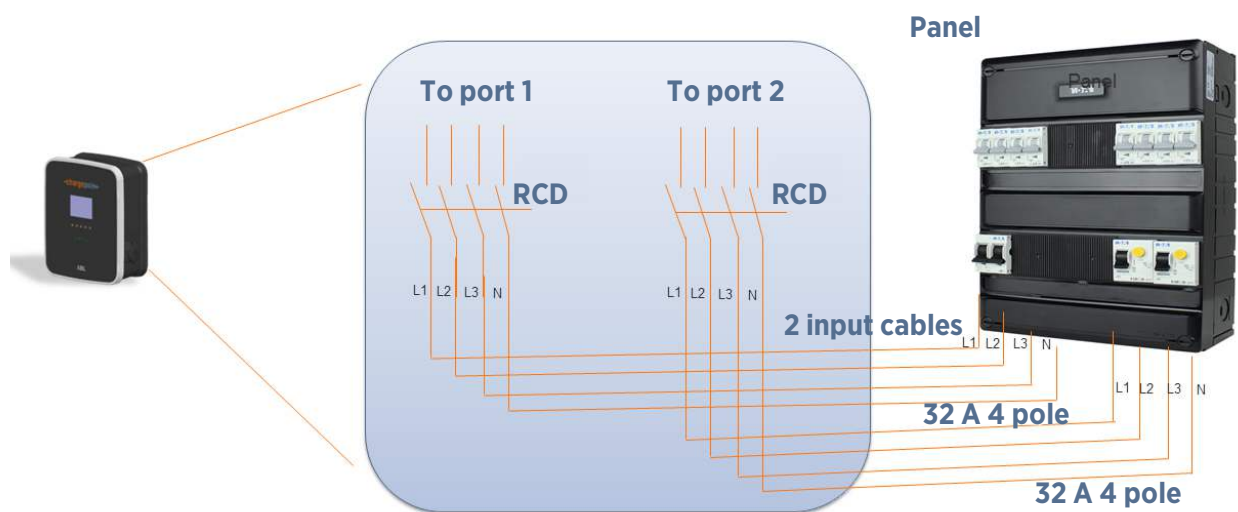 Panel
Panel
To port 1
To port 2
RCD
RCD
L1 L2 L3 N
L1 L2 L3 N
2 input cables
L1 L2 L3 N
L1 L2 L3 N
32 A 4 pole
32 A 4 pole